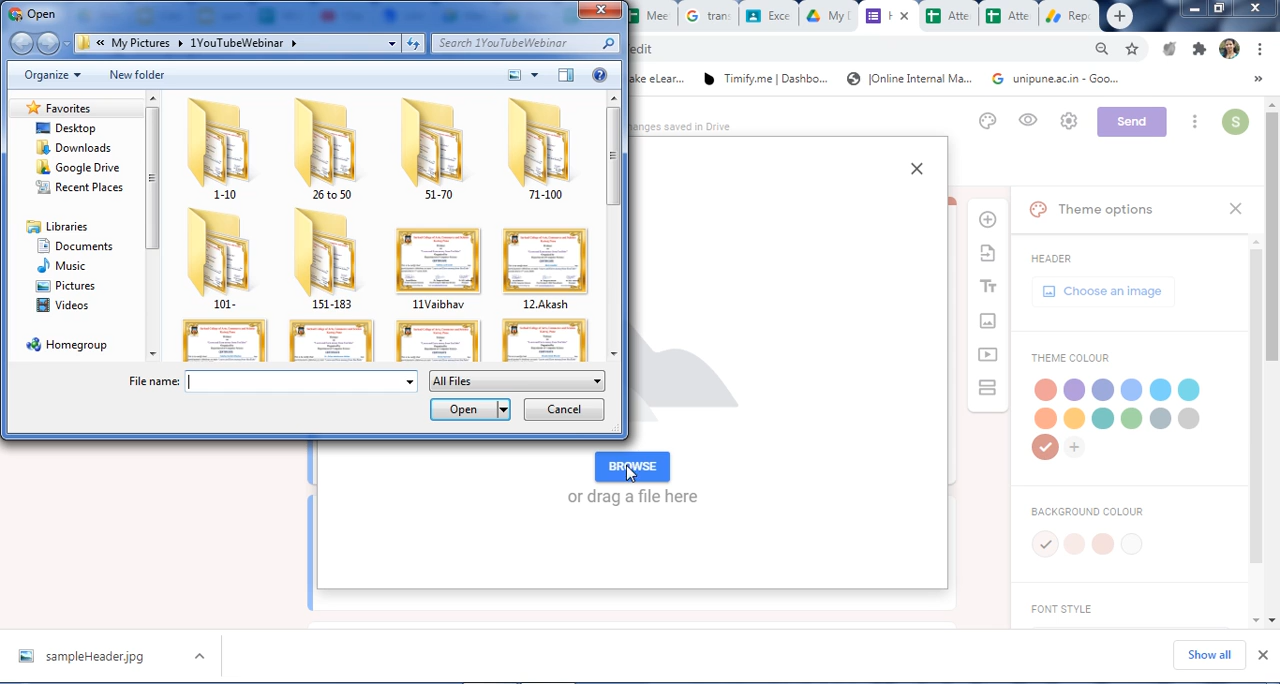 Open
Mee
trans
Exce
My D
H
Atte
Atte
Repo
« My Pictures ▸ 1YouTubeWebinar ▸
Search 1YouTubeWebinar
edit
Organize
New folder
ake eLear...
Timify.me | Dashbo...
|Online Internal Ma...
unipune.ac.in - Goo...
»
Favorites
Desktop
Downloads
Google Drive
Recent Places
Libraries
Documents
Music
Pictures
Videos
Homegroup
1-10
26 to 50
51-70
71-100
101-
151-183
11Vaibhav
12.Akash
File name:
All Files
Open
Cancel
hanges saved in Drive
Send
S
BROWSE
or drag a file here
Tт
Theme options
HEADER
Choose an image
THEME COLOUR
BACKGROUND COLOUR
FONT STYLE
sampleHeader.jpg
Show all